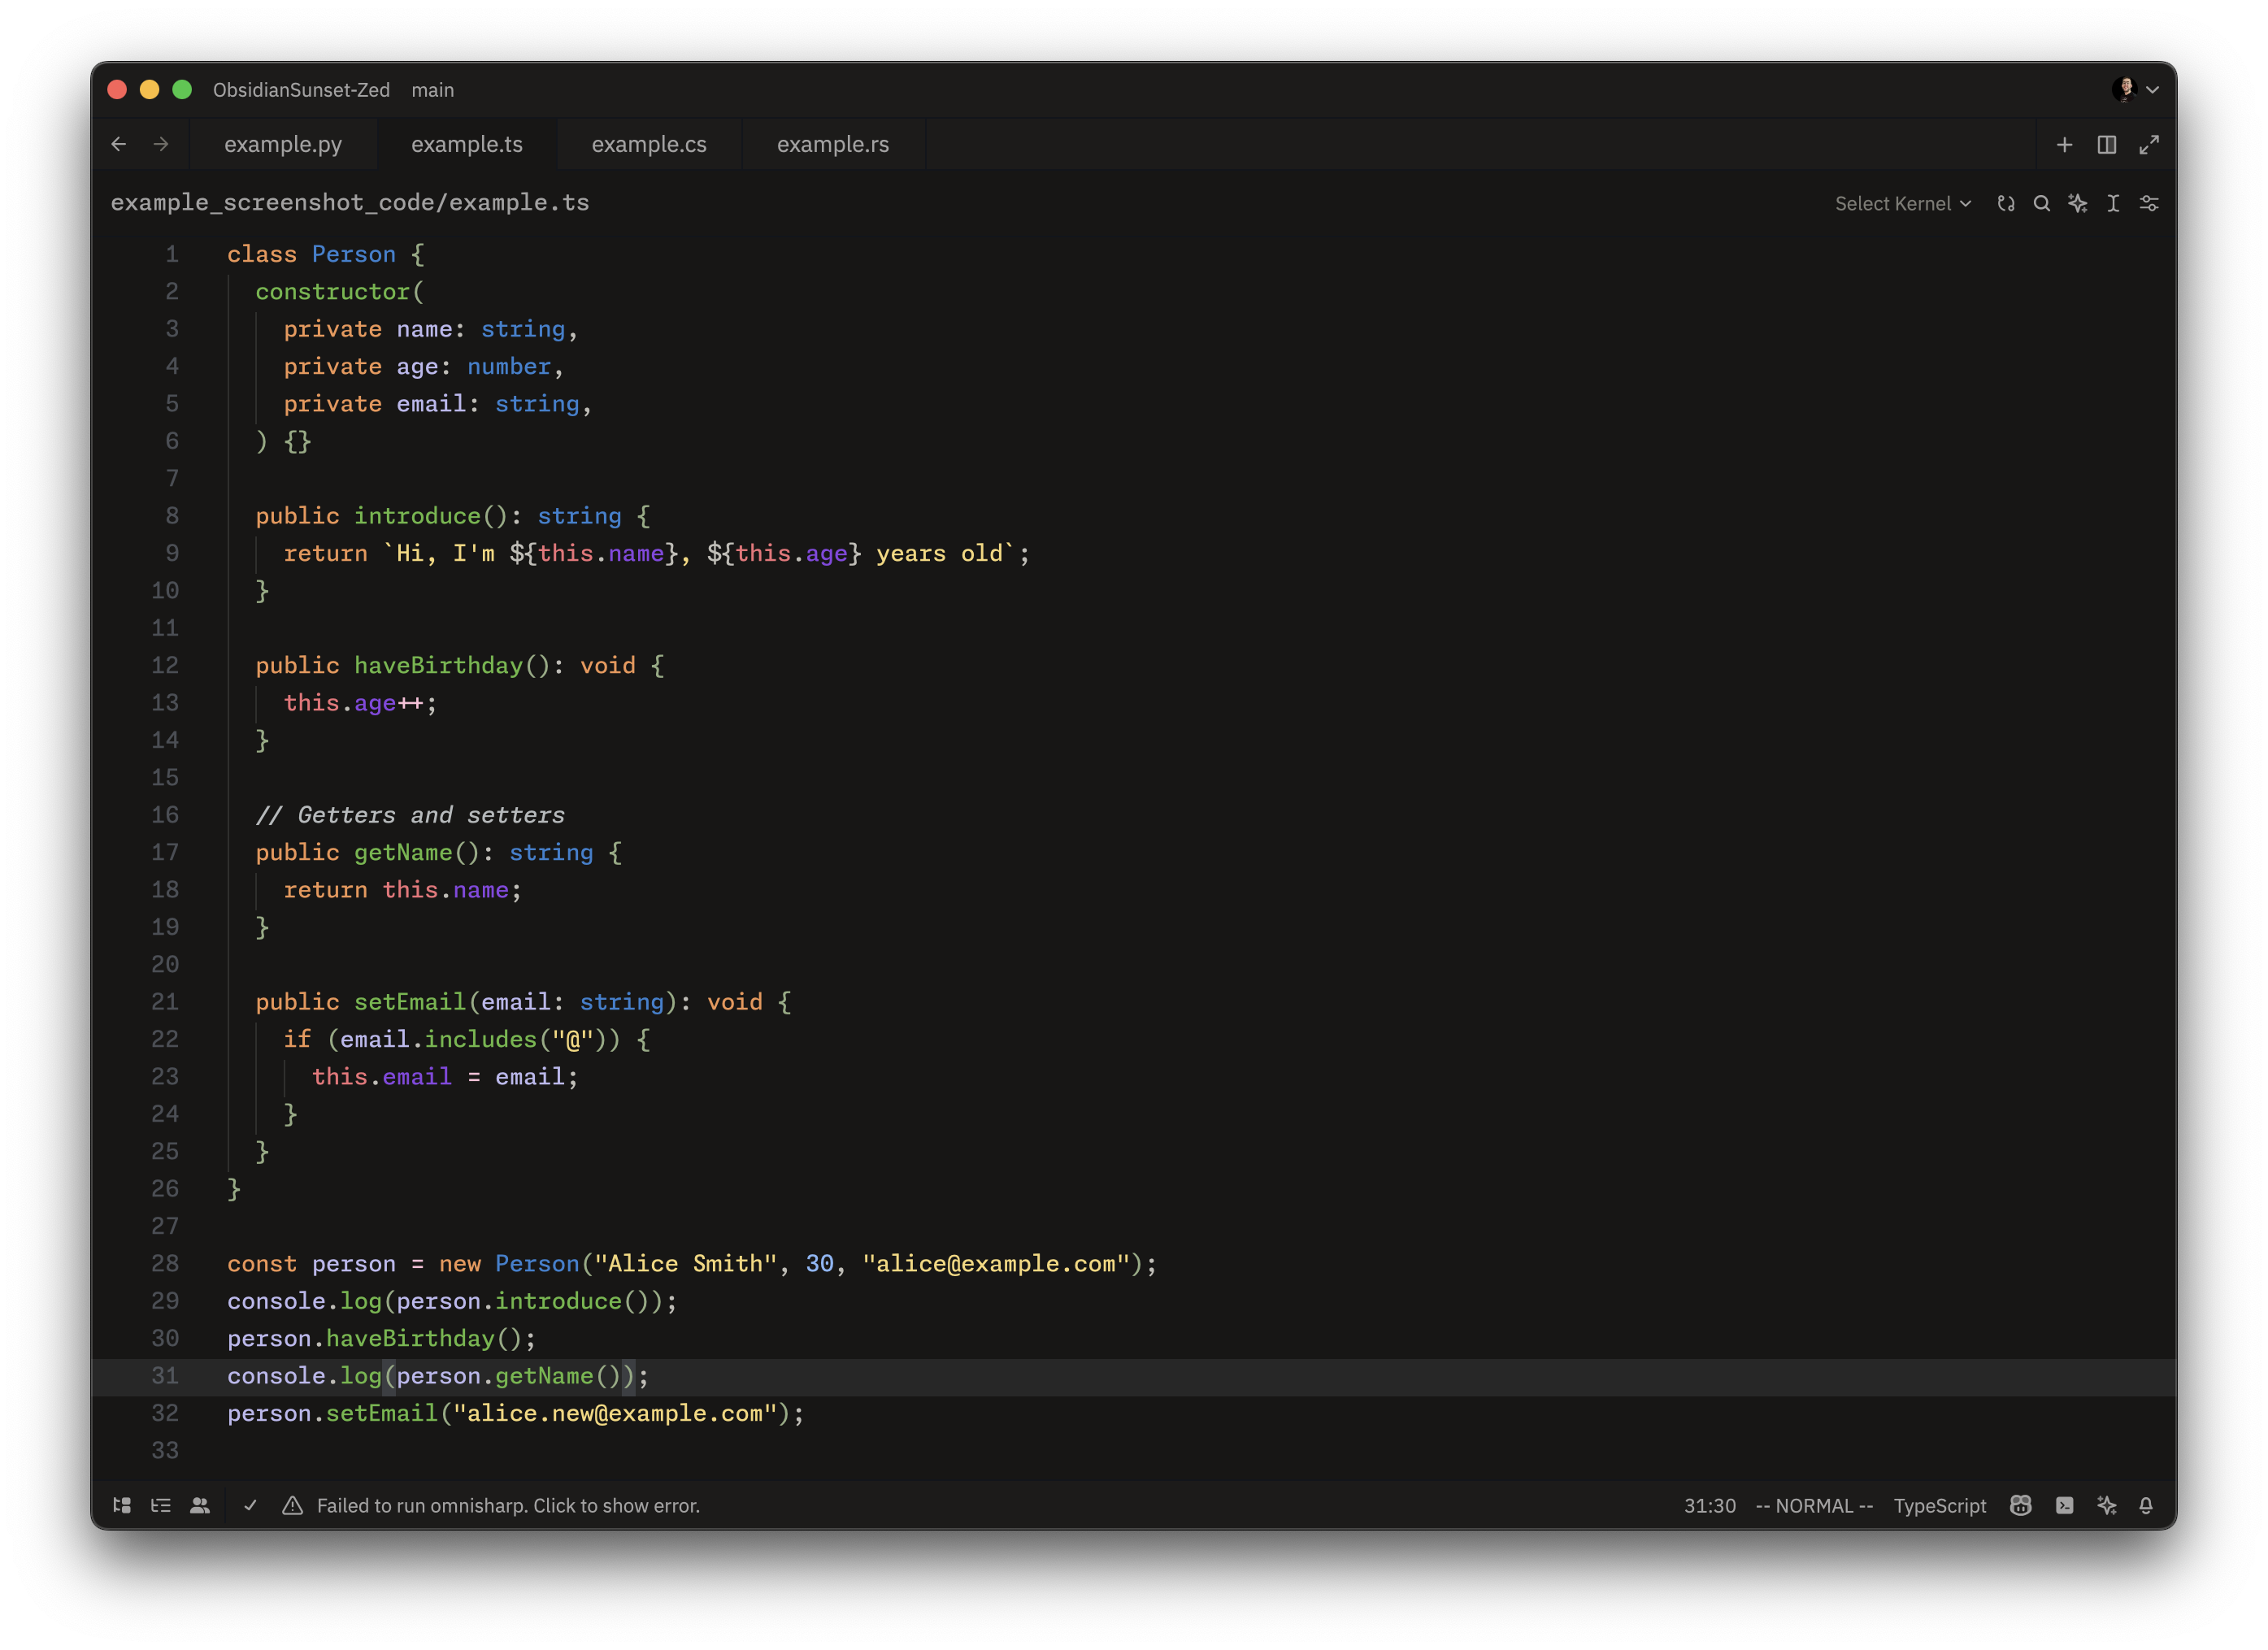 ObsidianSunset-Zed main
example.py example.ts example.cs example.rs
example_screenshot_code/example.ts Select Kernel
1 class Person {
2   constructor(
3     private name: string,
4     private age: number,
5     private email: string,
6   ) {}
7
8   public introduce(): string {
9     return `Hi, I'm ${this.name}, ${this.age} years old`;
10   }
11
12   public haveBirthday(): void {
13     this.age++;
14   }
15
16   // Getters and setters
17   public getName(): string {
18     return this.name;
19   }
20
21   public setEmail(email: string): void {
22     if (email.includes("@")) {
23       this.email = email;
24     }
25   }
26 }
27
28 const person = new Person("Alice Smith", 30, "alice@example.com");
29 console.log(person.introduce());
30 person.haveBirthday();
31 console.log(person.getName());
32 person.setEmail("alice.new@example.com");
33
Failed to run omnisharp. Click to show error. 31:30 -- NORMAL -- TypeScript